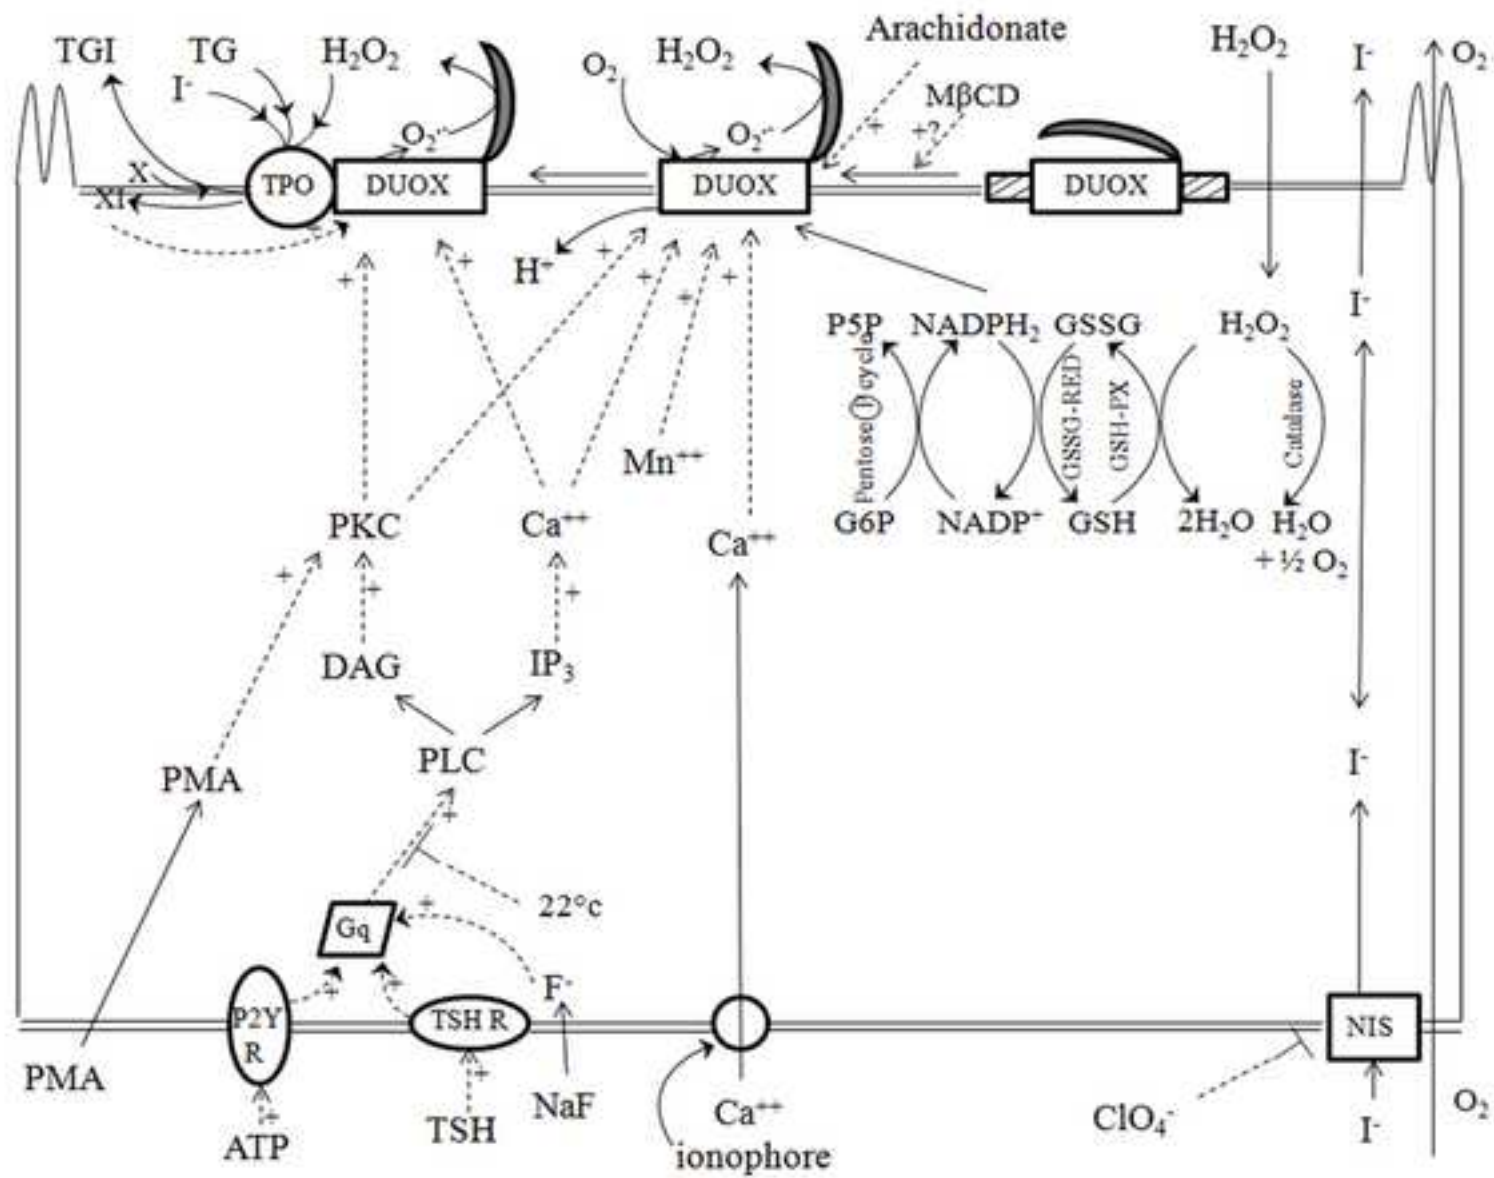 TGI TG H₂O₂ O₂ H₂O₂ Arachidonate H₂O₂ I⁻ O₂
I⁻
MβCD
O₂⁻· O₂⁻· + +?
X
XI
TPO DUOX DUOX DUOX
H⁺ + + + + + +
I⁻
P5P NADPH₂ GSSG H₂O₂
Pentose P cycle
GSSG-RED
GSH-PX
Catalase
Mn⁺⁺
G6P NADP⁺ GSH 2H₂O H₂O
+ ½ O₂
PKC Ca⁺⁺ Ca⁺⁺
+ + +
DAG IP₃
PLC
PMA I⁻
+
22°c
Gq +
+ + F⁻
P2Y
R
TSH R NIS
PMA + + NaF Ca⁺⁺ ClO₄⁻ I⁻ O₂
ATP TSH
ionophore